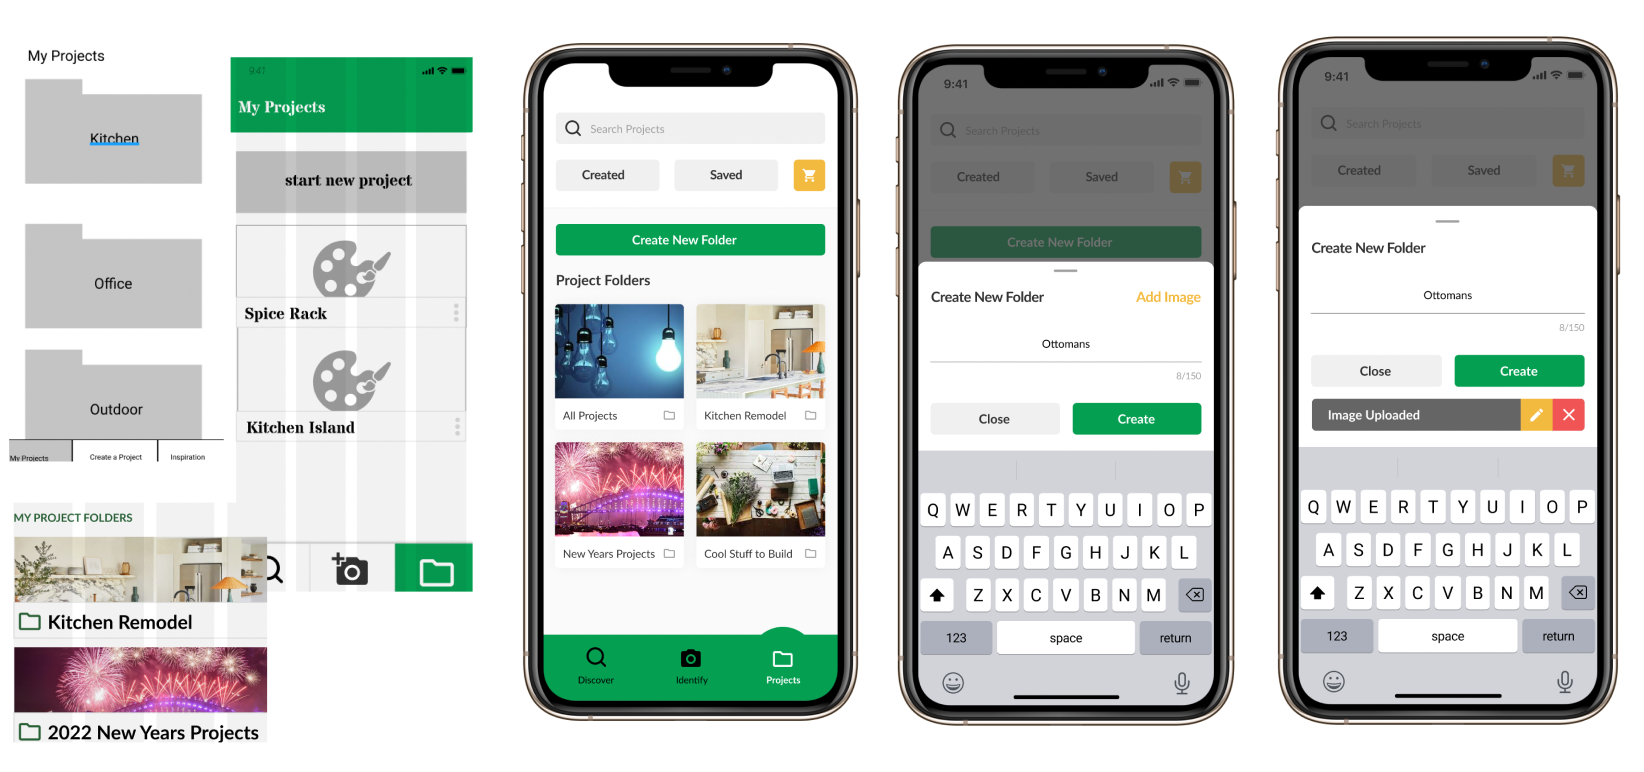 My Projects
Kitchen
Office
Outdoor
My Projects
Create a Project
Inspiration
9:41
My Projects
start new project
Spice Rack
Kitchen Island
MY PROJECT FOLDERS
Kitchen Remodel
2022 New Years Projects
Search Projects
Created Saved
Create New Folder
Project Folders
All Projects
Kitchen Remodel
New Years Projects
Cool Stuff to Build
Discover Identify Projects
9:41
Search Projects
Created Saved
Create New Folder
Create New Folder Add Image
Ottomans
8/150
Close Create
Q W E R T Y U I O P
A S D F G H J K L
Z X C V B N M
123 space return
9:41
Search Projects
Created Saved
Create New Folder
Ottomans
8/150
Close Create
Image Uploaded
Q W E R T Y U I O P
A S D F G H J K L
Z X C V B N M
123 space return